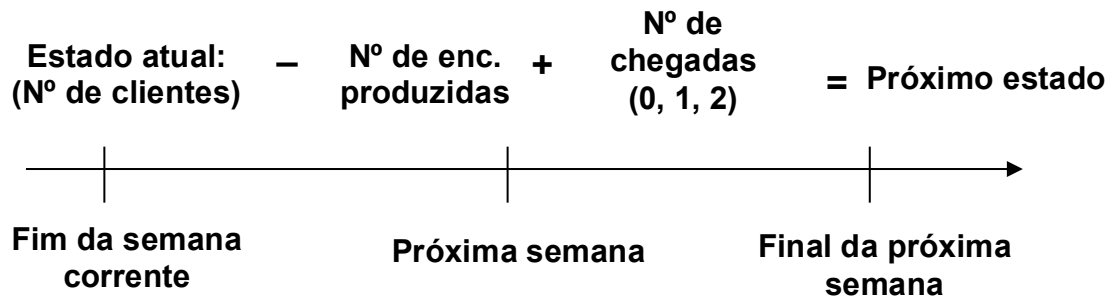 Estado atual:
(Nº de clientes)
–
Nº de enc.
produzidas
+
Nº de
chegadas
(0, 1, 2)
= Próximo estado
Fim da semana
corrente
Próxima semana
Final da próxima
semana